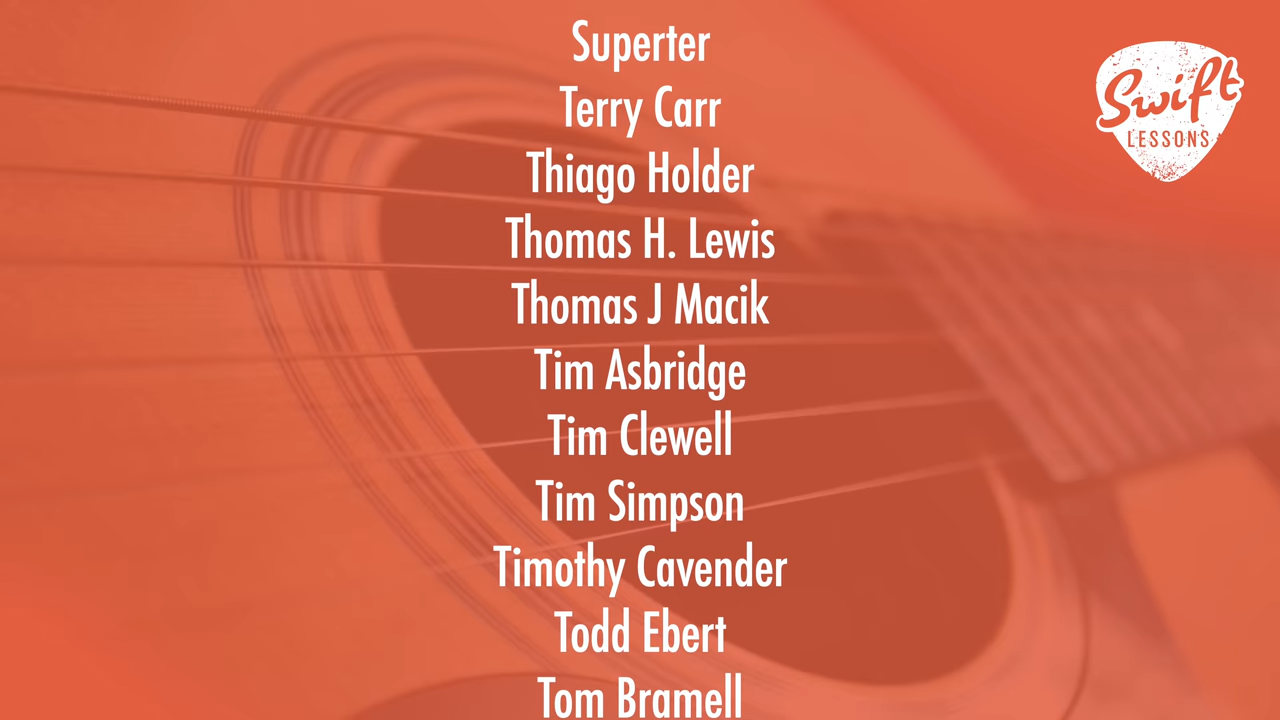 Superter
Terry Carr
Thiago Holder
Thomas H. Lewis
Thomas J Macik
Tim Asbridge
Tim Clewell
Tim Simpson
Timothy Cavender
Todd Ebert
Tom Bramell
Swift
LESSONS